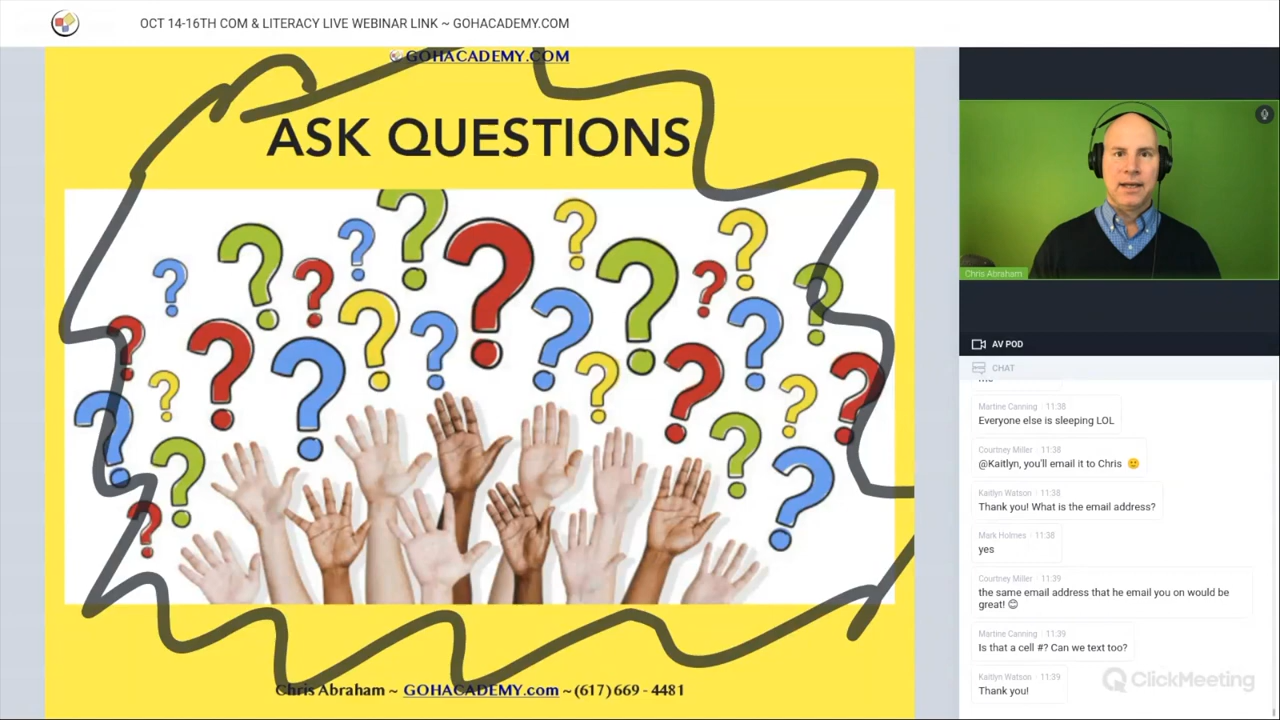 OCT 14-16TH COM & LITERACY LIVE WEBINAR LINK ~ GOHACADEMY.COM
GOHACADEMY.COM
ASK QUESTIONS
Chris Abraham ~ GOHACADEMY.com ~ (617) 669 - 4481
Chris Abraham
AV POD
CHAT
Martine Canning 11:38
Everyone else is sleeping LOL
Courtney Miller 11:38
@Kaitlyn, you'll email it to Chris 🙂
Kaitlyn Watson 11:38
Thank you! What is the email address?
Mark Holmes 11:38
yes
Courtney Miller 11:39
the same email address that he email you on would be
great! 😊
Martine Canning 11:39
Is that a cell #? Can we text too?
Kaitlyn Watson 11:39
Thank you!
ClickMeeting